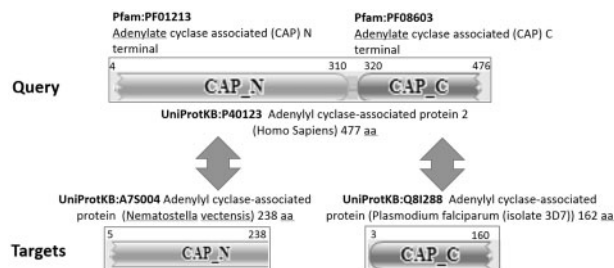 Pfam:PF01213
Adenylate cyclase associated (CAP) N
terminal
Pfam:PF08603
Adenylate cyclase associated (CAP) C
terminal
4 310 320 476
Query
CAP_N CAP_C
UniProtKB:P40123 Adenylyl cyclase-associated protein 2
(Homo Sapiens) 477 aa
UniProtKB:A7S004 Adenylyl cyclase-associated
protein (Nematostella vectensis) 238 aa
UniProtKB:Q8I288 Adenylyl cyclase-associated
protein (Plasmodium falciparum (isolate 3D7)) 162 aa
Targets
5 238
CAP_N
3 160
CAP_C